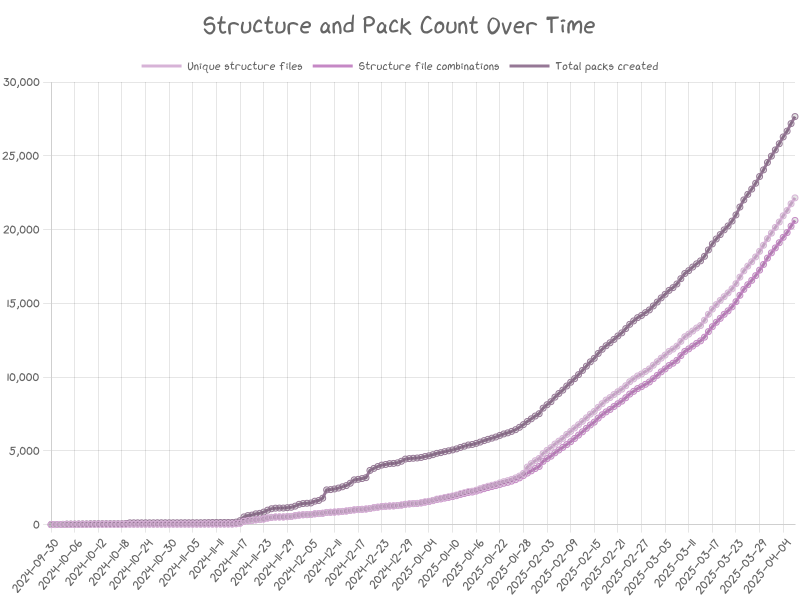 Structure and Pack Count Over Time
Unique structure files Structure file combinations Total packs created
30,000
25,000
20,000
15,000
10,000
5,000
0
2024-09-30 2024-10-06 2024-10-12 2024-10-18 2024-10-24 2024-10-30 2024-11-05 2024-11-11 2024-11-17 2024-11-23 2024-11-29 2024-12-05 2024-12-11 2024-12-17 2024-12-23 2024-12-29 2025-01-04 2025-01-10 2025-01-16 2025-01-22 2025-01-28 2025-02-03 2025-02-09 2025-02-15 2025-02-21 2025-02-27 2025-03-05 2025-03-11 2025-03-17 2025-03-23 2025-03-29 2025-04-04